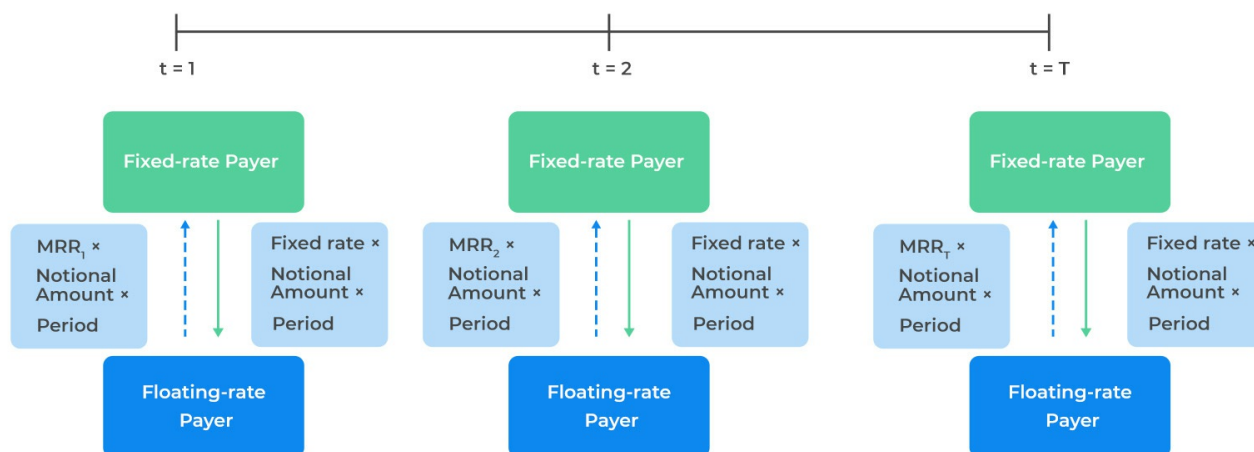 t = 1
t = 2
t = T
Fixed-rate Payer
Fixed-rate Payer
Fixed-rate Payer
MRR₁ ×
Notional
Amount ×
Period
Fixed rate ×
Notional
Amount ×
Period
MRR₂ ×
Notional
Amount ×
Period
Fixed rate ×
Notional
Amount ×
Period
MRR_T ×
Notional
Amount ×
Period
Fixed rate ×
Notional
Amount ×
Period
Floating-rate
Payer
Floating-rate
Payer
Floating-rate
Payer